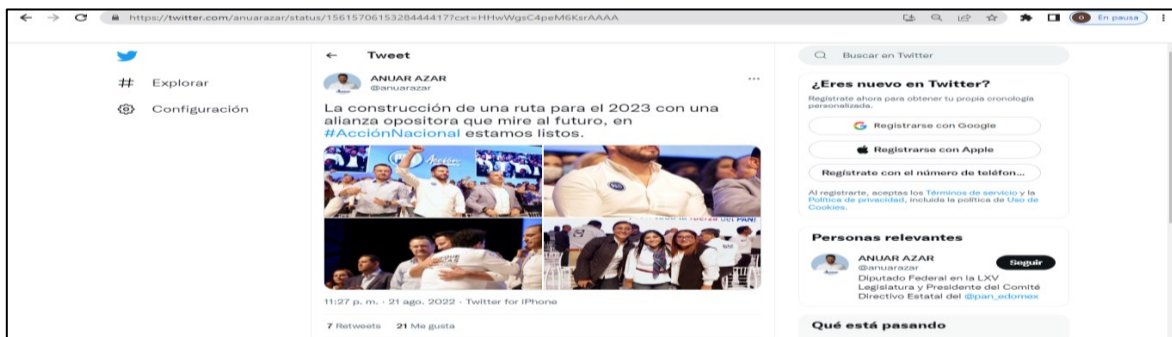 https://twitter.com/anuarazar/status/1561570615328444417?cxt=HHwWgsC4peM6KsrAAAA
En pausa
Explorar
Configuración
Tweet
ANUAR AZAR
@anuarazar
La construcción de una ruta para el 2023 con una
alianza opositora que mire al futuro, en
#AcciónNacional estamos listos.
Acción
PAN
DEL PAN!
11:27 p. m. · 21 ago. 2022 · Twitter for iPhone
7 Retweets 21 Me gusta
Buscar en Twitter
¿Eres nuevo en Twitter?
Regístrate ahora para obtener tu propia cronología
personalizada.
Registrarse con Google
Registrarse con Apple
Regístrate con el número de teléfon...
Al registrarte, aceptas los Términos de servicio y la
Política de privacidad, incluida la política de Uso de
Cookies.
Personas relevantes
ANUAR AZAR
@anuarazar
Seguir
Diputado Federal en la LXV
Legislatura y Presidente del Comité
Directivo Estatal del @pan_edomex
Qué está pasando